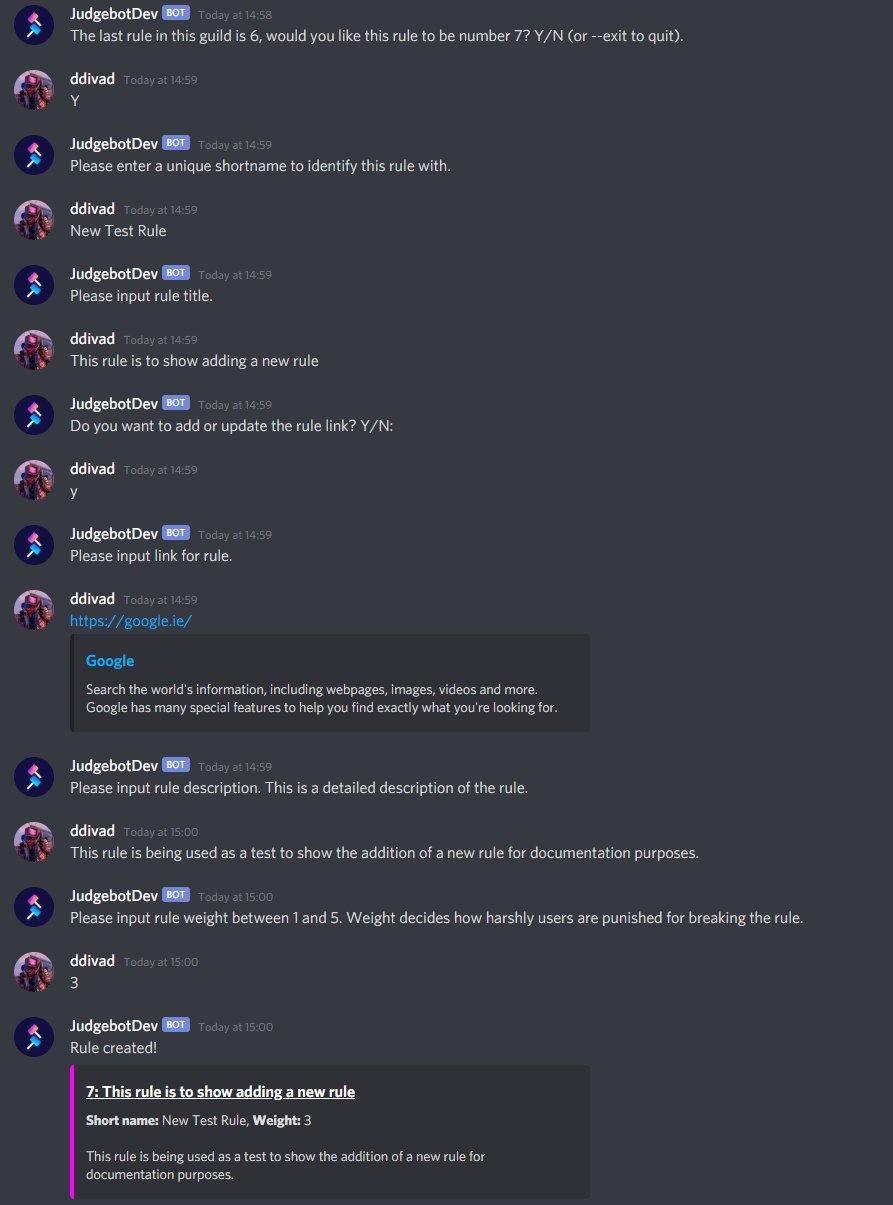 JudgebotDev BOT Today at 14:58
The last rule in this guild is 6, would you like this rule to be number 7? Y/N (or --exit to quit).
ddivad Today at 14:59
Y
JudgebotDev BOT Today at 14:59
Please enter a unique shortname to identify this rule with.
ddivad Today at 14:59
New Test Rule
JudgebotDev BOT Today at 14:59
Please input rule title.
ddivad Today at 14:59
This rule is to show adding a new rule
JudgebotDev BOT Today at 14:59
Do you want to add or update the rule link? Y/N:
ddivad Today at 14:59
y
JudgebotDev BOT Today at 14:59
Please input link for rule.
ddivad Today at 14:59
https://google.ie/
Google
Search the world's information, including webpages, images, videos and more.
Google has many special features to help you find exactly what you're looking for.
JudgebotDev BOT Today at 14:59
Please input rule description. This is a detailed description of the rule.
ddivad Today at 15:00
This rule is being used as a test to show the addition of a new rule for documentation purposes.
JudgebotDev BOT Today at 15:00
Please input rule weight between 1 and 5. Weight decides how harshly users are punished for breaking the rule.
ddivad Today at 15:00
3
JudgebotDev BOT Today at 15:00
Rule created!
7: This rule is to show adding a new rule
Short name: New Test Rule, Weight: 3
This rule is being used as a test to show the addition of a new rule for
documentation purposes.